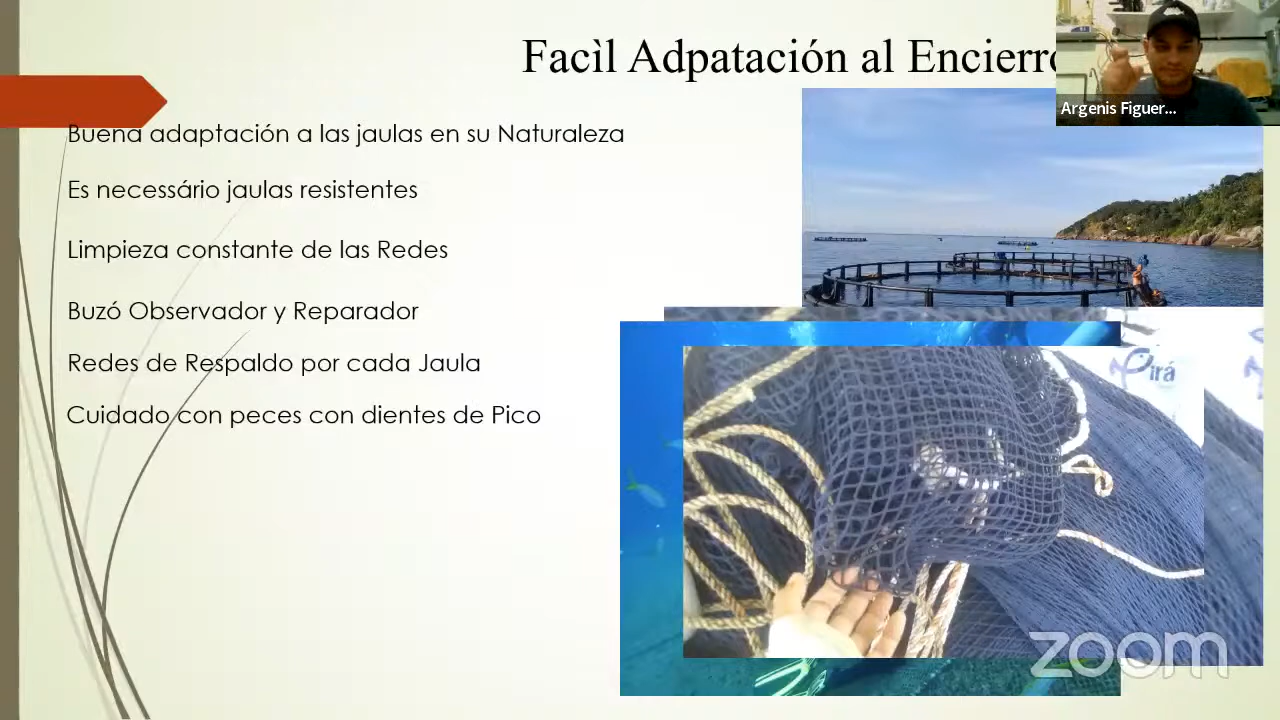 Facìl Adpatación al Encierro
Argenis Figuer...
Buena adaptación a las jaulas en su Naturaleza
Es necessário jaulas resistentes
Limpieza constante de las Redes
Buzó Observador y Reparador
Redes de Respaldo por cada Jaula
Cuidado con peces con dientes de Pico
Pirá
zoom